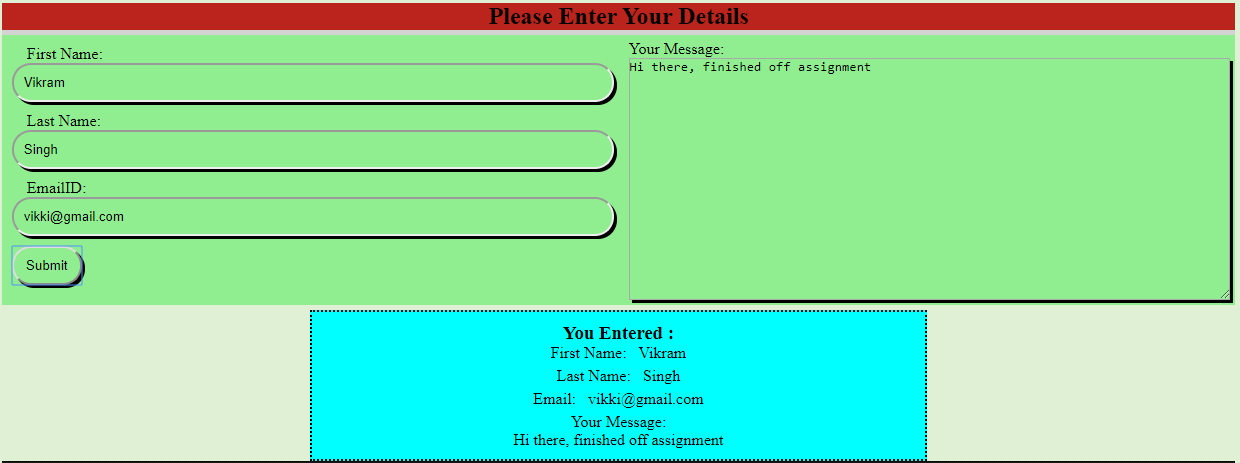 Please Enter Your Details
First Name:
Vikram
Last Name:
Singh
EmailID:
vikki@gmail.com
Submit
Your Message:
Hi there, finished off assignment
You Entered :
First Name: Vikram
Last Name: Singh
Email: vikki@gmail.com
Your Message:
Hi there, finished off assignment